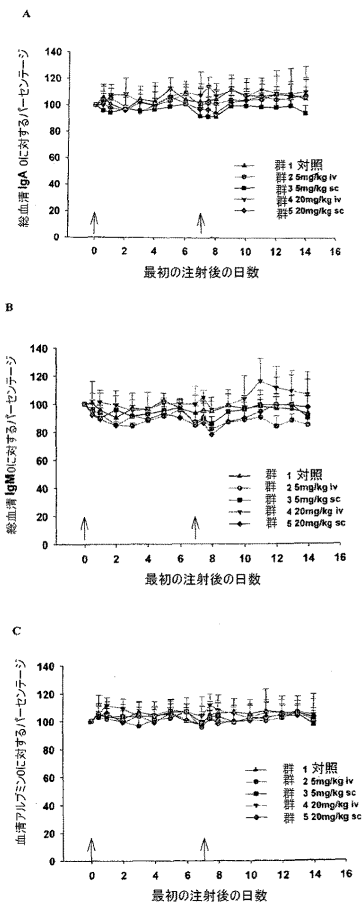 A
総血清IgA 0に対するパーセンテージ
140
120
100
80
60
40
20
0
群 1 対照
群 2 5mg/kg iv
群 3 5mg/kg sc
群 4 20mg/kg iv
群 5 20mg/kg sc
0 2 4 6 8 10 12 14 16
最初の注射後の日数
B
総血清IgM0に対するパーセンテージ
140
120
100
80
60
40
20
0
群 1 対照
群 2 5mg/kg iv
群 3 5mg/kg sc
群 4 20mg/kg iv
群 5 20mg/kg sc
0 2 4 6 8 10 12 14 16
最初の注射後の日数
C
血清アルブミン0に対するパーセンテージ
140
120
100
80
60
40
20
0
群 1 対照
群 2 5mg/kg iv
群 3 5mg/kg sc
群 4 20mg/kg iv
群 5 20mg/kg sc
0 2 4 6 8 10 12 14 16
最初の注射後の日数